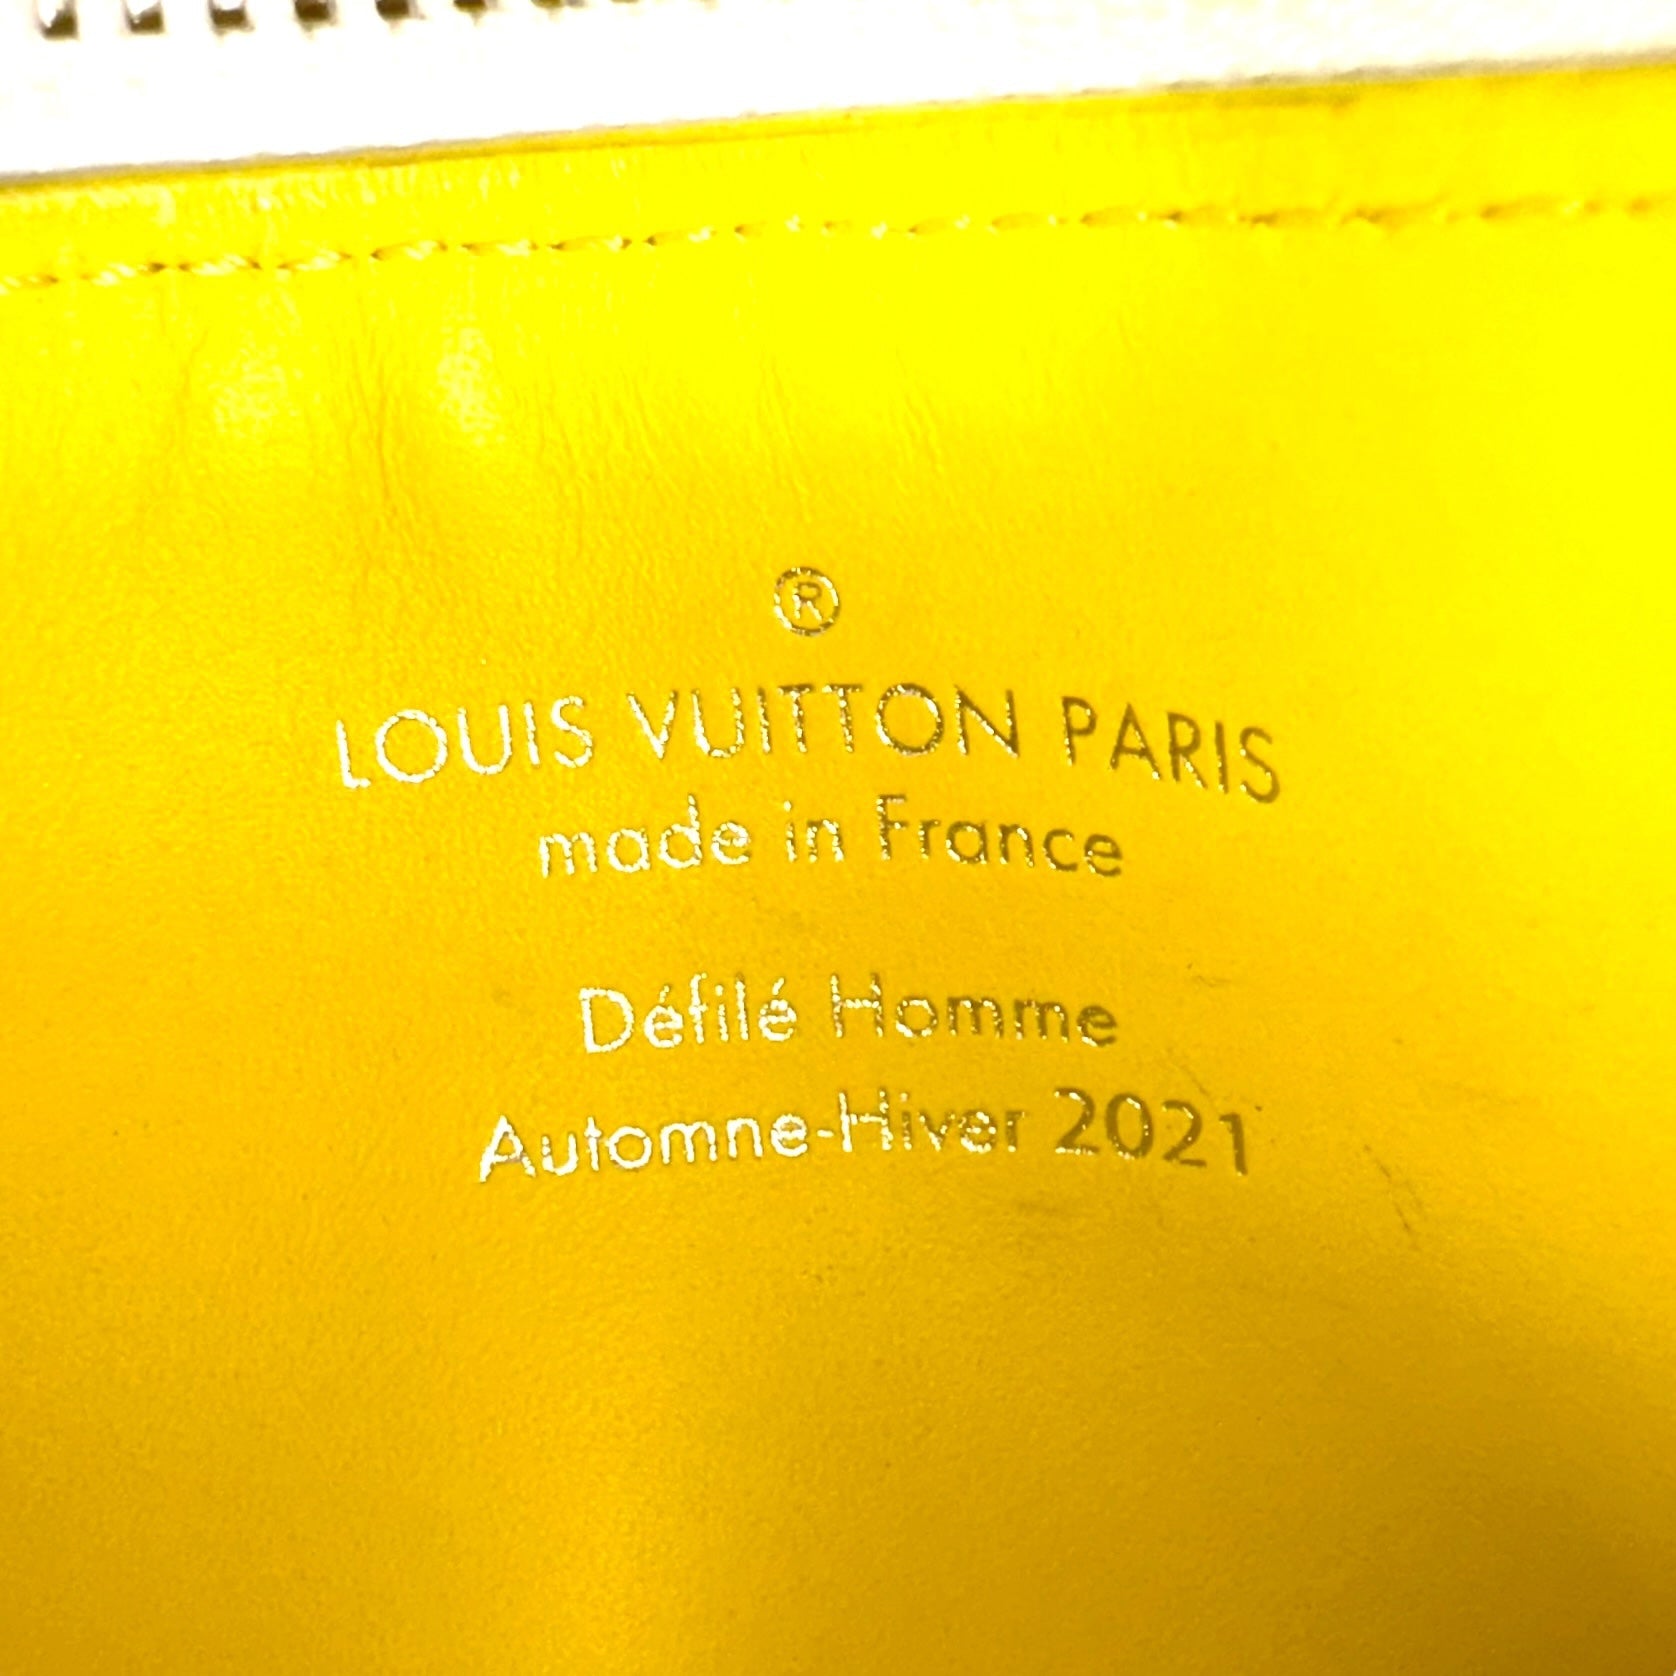 ®
LOUIS VUITTON PARIS
made in France
Défilé Homme
Automne-Hiver 2021